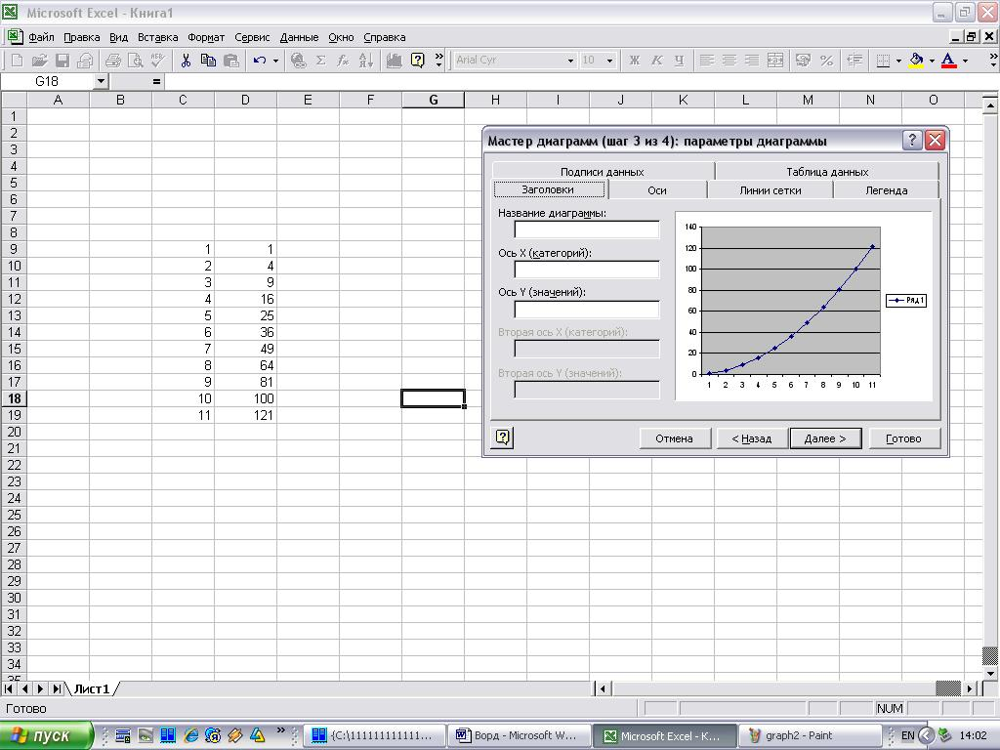 Microsoft Excel - Книга1
Файл Правка Вид Вставка Формат Сервис Данные Окно Справка
Arial Cyr 10 Ж К Ч
G18 =
A B C D E F G H I J K L M N O
1
2
3
4
5
6
7
8
9 1 1
10 2 4
11 3 9
12 4 16
13 5 25
14 6 36
15 7 49
16 8 64
17 9 81
18 10 100
19 11 121
20
21
22
23
24
25
26
27
28
29
30
31
32
33
34
35
Мастер диаграмм (шаг 3 из 4): параметры диаграммы
Подписи данных Таблица данных
Заголовки Оси Линии сетки Легенда
Название диаграммы:
Ось X (категорий):
Ось Y (значений):
Вторая ось X (категорий):
Вторая ось Y (значений):
140
120
100
80
60
40
20
0
1 2 3 4 5 6 7 8 9 10 11
Ряд1
Отмена < Назад Далее > Готово
Лист1
Готово NUM
пуск -{C:\111111111111... Ворд - Microsoft W... Microsoft Excel - К... graph2 - Paint EN 14:02